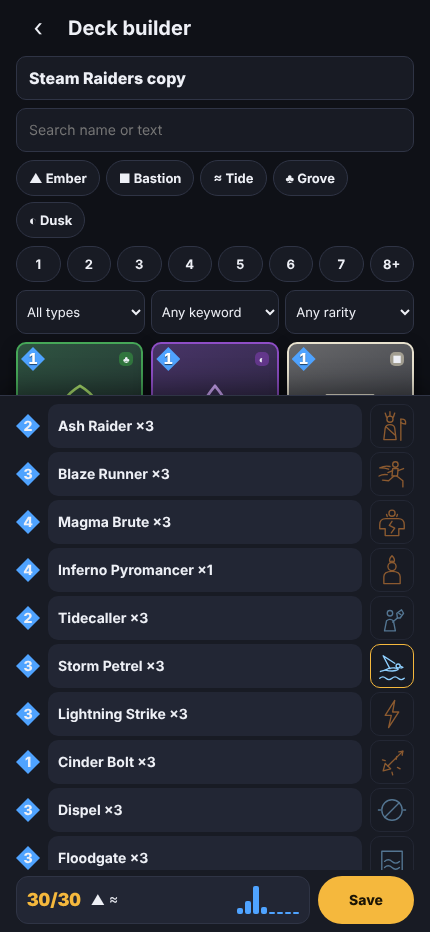 Deck builder
Steam Raiders copy
Search name or text
Ember Bastion Tide Grove
Dusk
1 2 3 4 5 6 7 8+
All types Any keyword Any rarity
1 1 1
2 Ash Raider ×3
3 Blaze Runner ×3
4 Magma Brute ×3
4 Inferno Pyromancer ×1
2 Tidecaller ×3
3 Storm Petrel ×3
3 Lightning Strike ×3
1 Cinder Bolt ×3
3 Dispel ×3
3 Floodgate ×3
30/30 Save